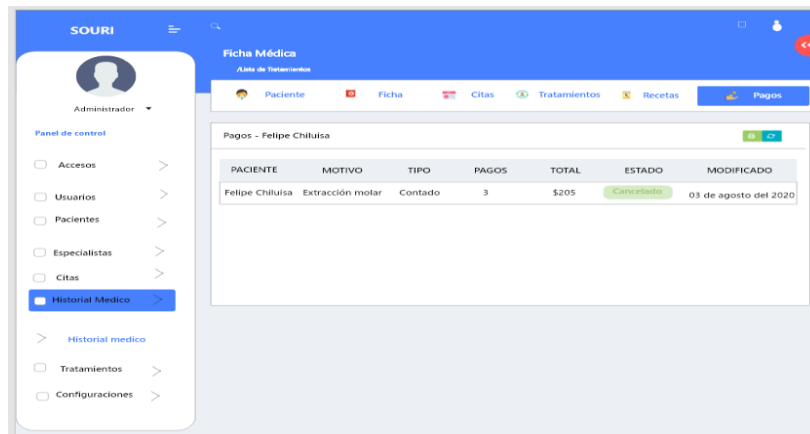 SOURI
Ficha Médica
/Lista de Tratamientos
Paciente Ficha Citas Tratamientos Recetas Pagos
Administrador
Panel de control
Accesos
Usuarios
Pacientes
Especialistas
Citas
Historial Medico
Historial medico
Tratamientos
Configuraciones
Pagos - Felipe Chiluisa
PACIENTE MOTIVO TIPO PAGOS TOTAL ESTADO MODIFICADO
Felipe Chiluisa Extracción molar Contado 3 $205 Cancelado 03 de agosto del 2020